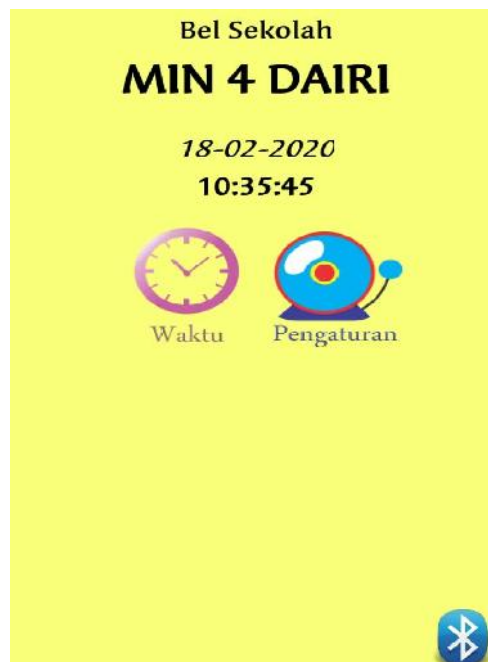 Bel Sekolah
MIN 4 DAIRI
18-02-2020
10:35:45
Waktu Pengaturan